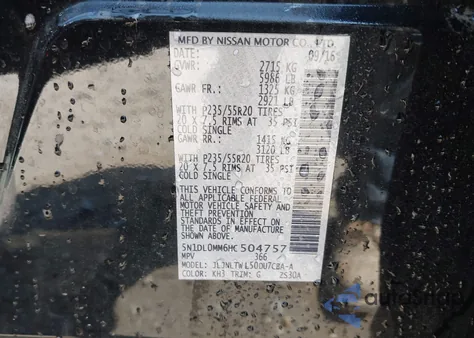 MFD BY NISSAN MOTOR CO., LTD.
DATE: 09/16
GVWR: 2715 KG
5986 LB
GAWR FR.: 1325 KG
2921 LB
WITH P235/55R20 TIRES
20 X 7.5 RIMS AT 35 PSI
COLD SINGLE
GAWR RR.: 1415 KG
3120 LB
WITH P235/55R20 TIRES
20 X 7.5 RIMS AT 35 PSI
COLD SINGLE
THIS VEHICLE CONFORMS TO
ALL APPLICABLE FEDERAL
MOTOR VEHICLE SAFETY
AND THEFT PREVENTION
STANDARDS IN EFFECT ON
THE DATE OF MANUFACTURE
SHOWN ABOVE.
5N1DL0MM6HC504757
MPV 366
MODEL:
COLOR: KH3 TRIM: G